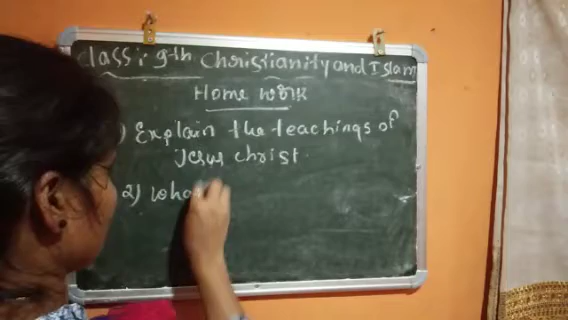 Class: 9th Christianity and Islam
Home work
1) Explain the teachings of
Jesus christ.
2) wha